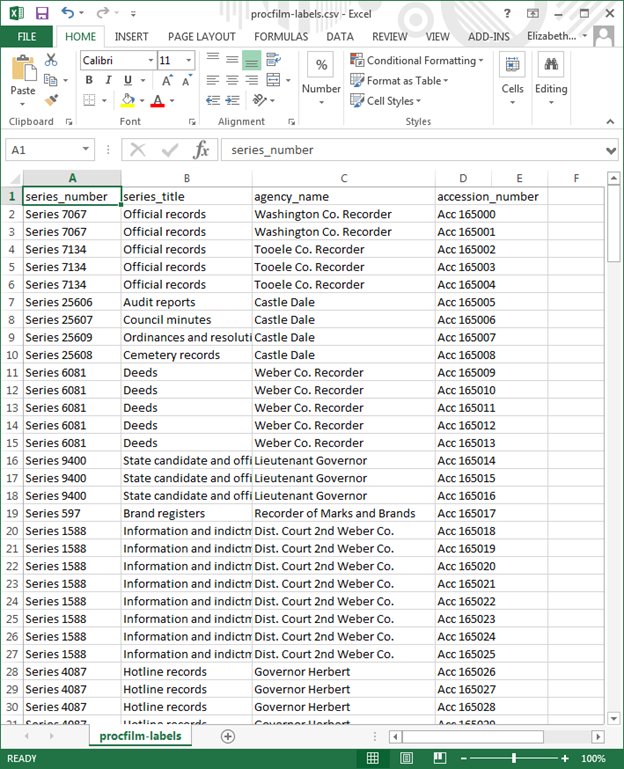 procfilm-labels.csv - Excel
FILE HOME INSERT PAGE LAYOUT FORMULAS DATA REVIEW VIEW ADD-INS Elizabeth...
Paste
Calibri 11
B I U A A
A
%
Number
Conditional Formatting
Format as Table
Cell Styles
Cells
Editing
Clipboard Font Alignment Styles
A1 fx series_number
A B C D E F
1 series_number series_title agency_name accession_number
2 Series 7067 Official records Washington Co. Recorder Acc 165000
3 Series 7067 Official records Washington Co. Recorder Acc 165001
4 Series 7134 Official records Tooele Co. Recorder Acc 165002
5 Series 7134 Official records Tooele Co. Recorder Acc 165003
6 Series 7134 Official records Tooele Co. Recorder Acc 165004
7 Series 25606 Audit reports Castle Dale Acc 165005
8 Series 25607 Council minutes Castle Dale Acc 165006
9 Series 25609 Ordinances and resoluti Castle Dale Acc 165007
10 Series 25608 Cemetery records Castle Dale Acc 165008
11 Series 6081 Deeds Weber Co. Recorder Acc 165009
12 Series 6081 Deeds Weber Co. Recorder Acc 165010
13 Series 6081 Deeds Weber Co. Recorder Acc 165011
14 Series 6081 Deeds Weber Co. Recorder Acc 165012
15 Series 6081 Deeds Weber Co. Recorder Acc 165013
16 Series 9400 State candidate and offi Lieutenant Governor Acc 165014
17 Series 9400 State candidate and offi Lieutenant Governor Acc 165015
18 Series 9400 State candidate and offi Lieutenant Governor Acc 165016
19 Series 597 Brand registers Recorder of Marks and Brands Acc 165017
20 Series 1588 Information and indictm Dist. Court 2nd Weber Co. Acc 165018
21 Series 1588 Information and indictm Dist. Court 2nd Weber Co. Acc 165019
22 Series 1588 Information and indictm Dist. Court 2nd Weber Co. Acc 165020
23 Series 1588 Information and indictm Dist. Court 2nd Weber Co. Acc 165021
24 Series 1588 Information and indictm Dist. Court 2nd Weber Co. Acc 165022
25 Series 1588 Information and indictm Dist. Court 2nd Weber Co. Acc 165023
26 Series 1588 Information and indictm Dist. Court 2nd Weber Co. Acc 165024
27 Series 1588 Information and indictm Dist. Court 2nd Weber Co. Acc 165025
28 Series 4087 Hotline records Governor Herbert Acc 165026
29 Series 4087 Hotline records Governor Herbert Acc 165027
30 Series 4087 Hotline records Governor Herbert Acc 165028
31 Series 4087 Hotline records Governor Herbert Acc 165029
procfilm-labels
READY 100%